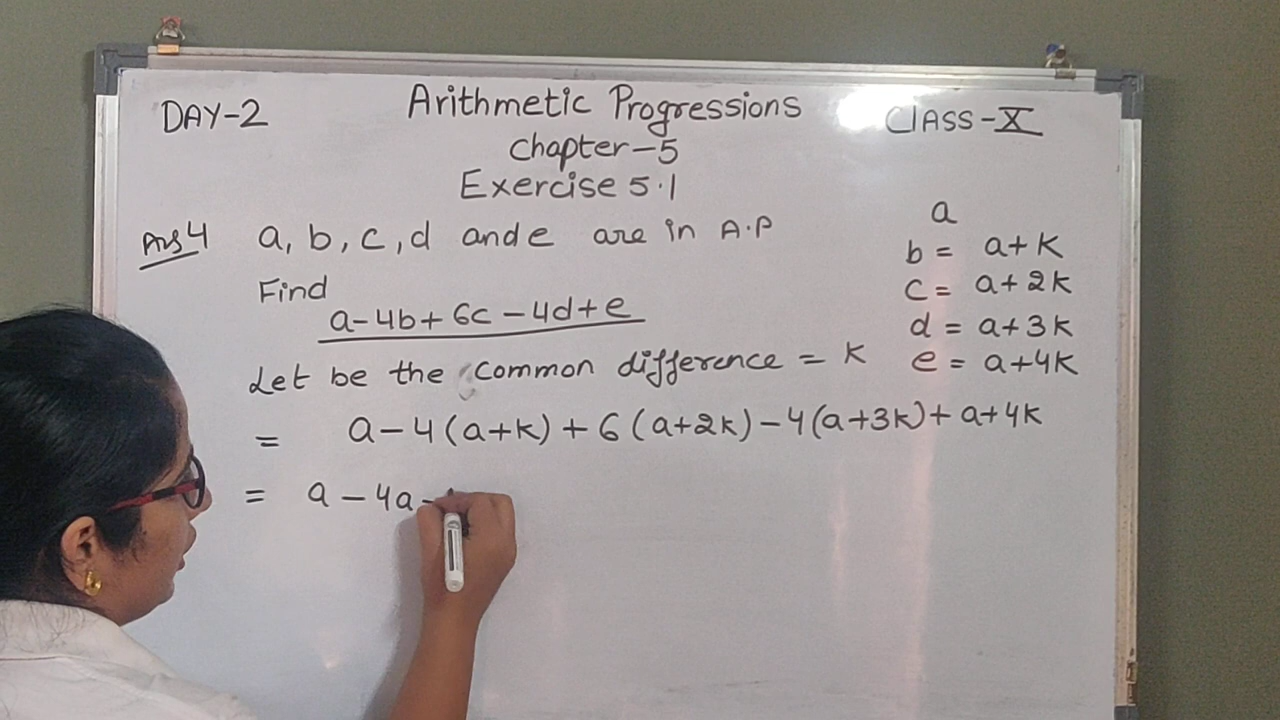 DAY-2
Arithmetic Progressions
Chapter-5
Exercise 5.1
CLASS-X
Ans4 a, b, c, d and e are in A.P
Find
a-4b+6c-4d+e
Let be the common difference = K
a
b = a+K
c = a+2K
d = a+3K
e = a+4K
= a-4(a+K)+6(a+2K)-4(a+3K)+a+4K
= a-4a-